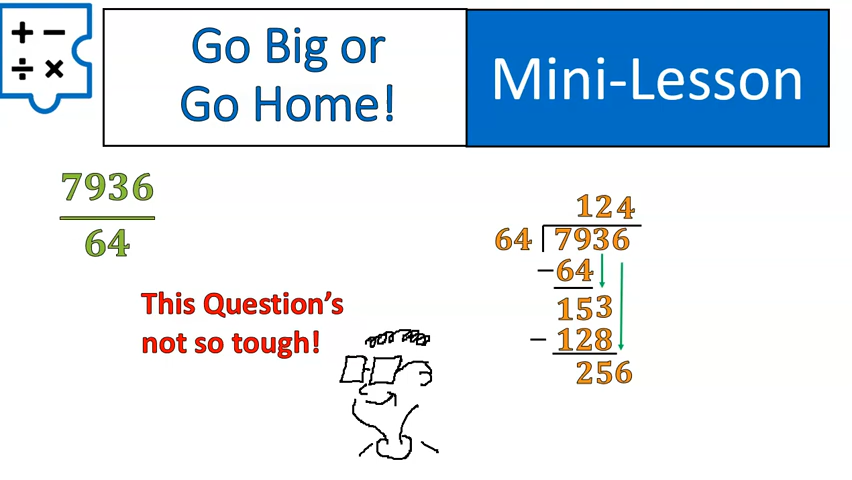 + −
÷ ×
Go Big or
Go Home!
Mini-Lesson
7936
64
This Question's
not so tough!
124
64 7936
−64
153
−128
256